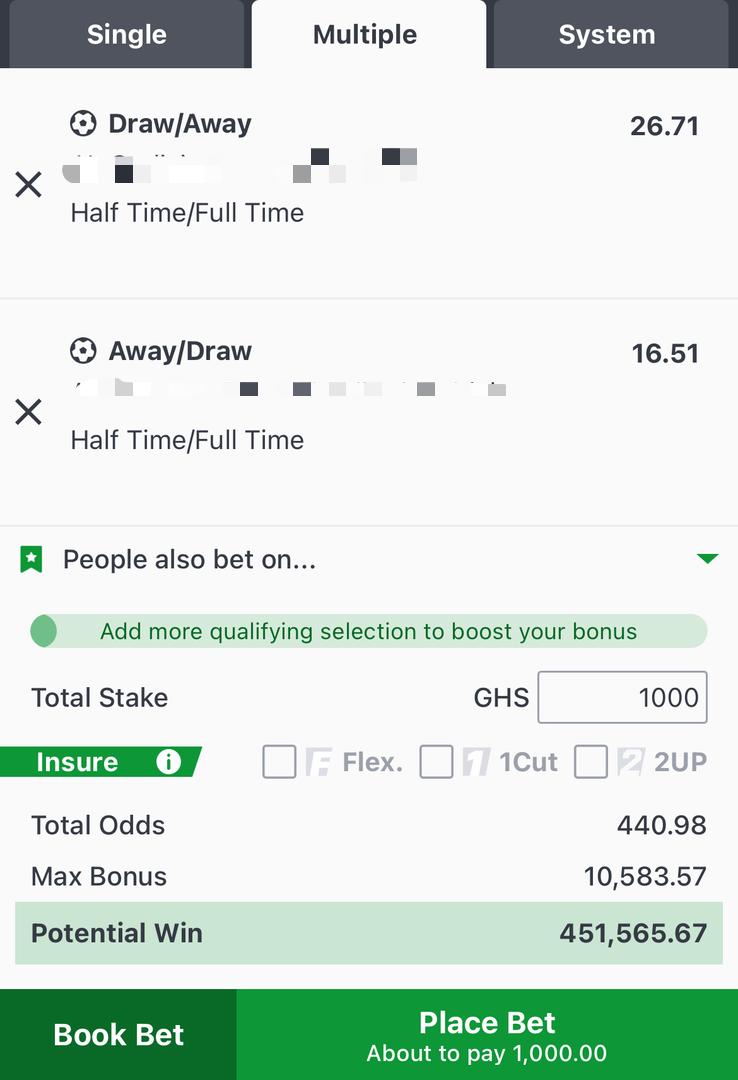 Single Multiple System
Draw/Away 26.71
Half Time/Full Time
Away/Draw 16.51
Half Time/Full Time
People also bet on...
Add more qualifying selection to boost your bonus
Total Stake GHS 1000
Insure i F Flex. 1 1Cut 2 2UP
Total Odds 440.98
Max Bonus 10,583.57
Potential Win 451,565.67
Book Bet Place Bet
About to pay 1,000.00